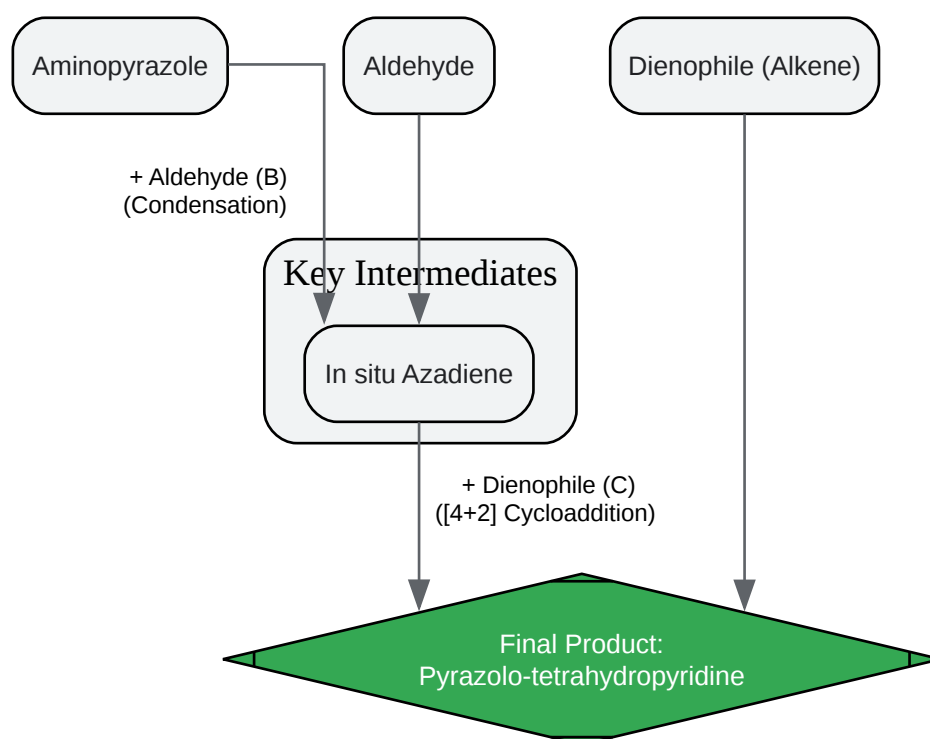 Aminopyrazole
Aldehyde
Dienophile (Alkene)
+ Aldehyde (B)
(Condensation)
Key Intermediates
In situ Azadiene
+ Dienophile (C)
([4+2] Cycloaddition)
Final Product:
Pyrazolo-tetrahydropyridine